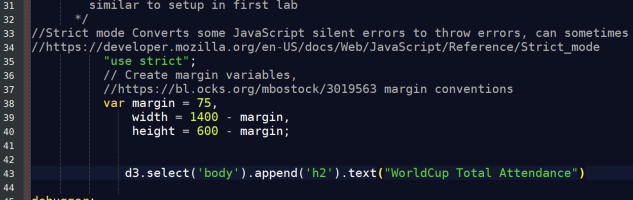 31 similar to setup in first lab
32 */
33 //Strict mode Converts some JavaScript silent errors to throw errors, can sometimes
34 //https://developer.mozilla.org/en-US/docs/Web/JavaScript/Reference/Strict_mode
35 "use strict";
36 // Create margin variables,
37 //https://bl.ocks.org/mbostock/3019563 margin conventions
38 var margin = 75,
39 width = 1400 - margin,
40 height = 600 - margin;
41
42
43 d3.select('body').append('h2').text("WorldCup Total Attendance")
44
45 debugger;